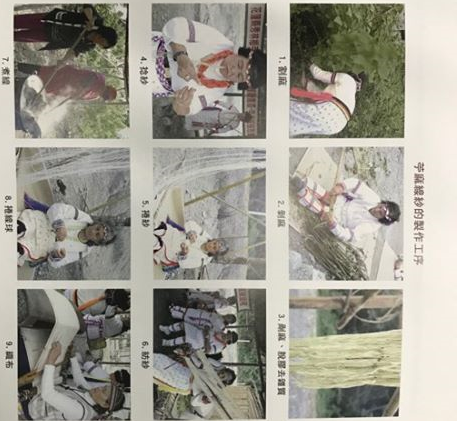 苧麻線紗的製作工序
1. 割麻
2. 剝麻
3. 刮麻、脫膠去雜質
4. 捻紗
5. 捲紗
6. 紡紗
7. 煮線
8. 捲線球
9. 織布